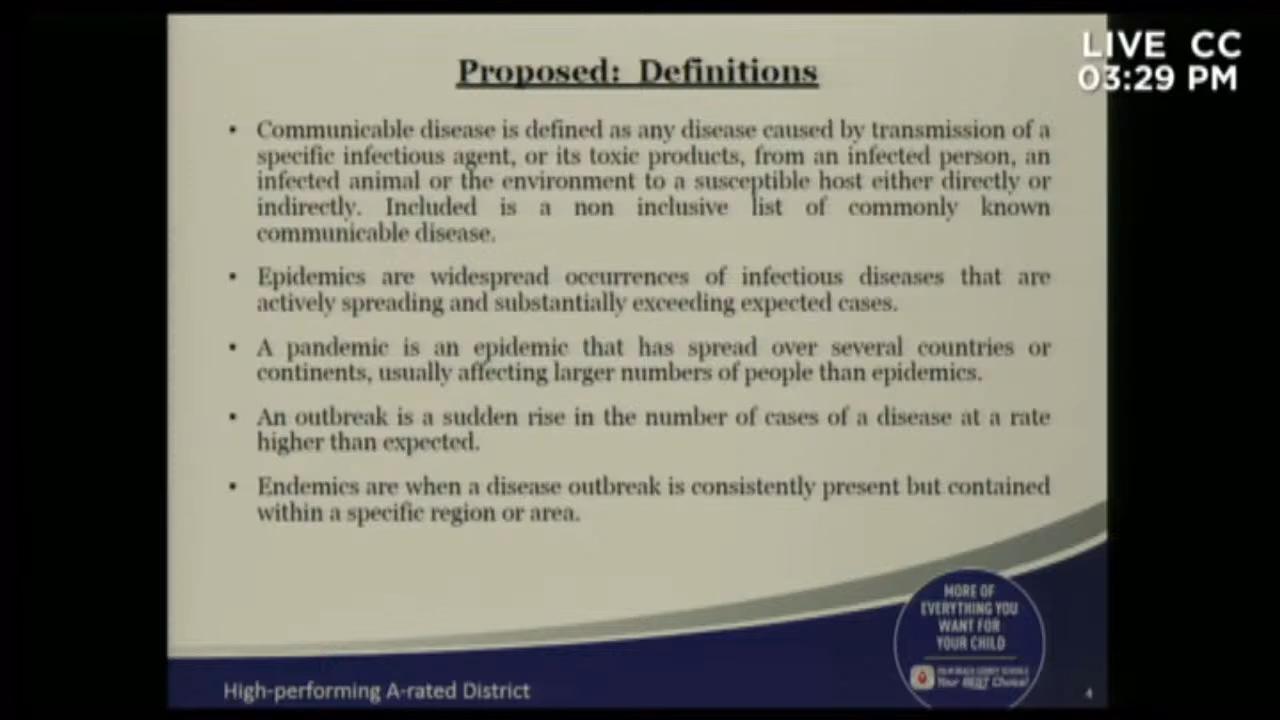 LIVE CC
03:29 PM
Proposed: Definitions
• Communicable disease is defined as any disease caused by transmission of a
specific infectious agent, or its toxic products, from an infected person, an
infected animal or the environment to a susceptible host either directly or
indirectly. Included is a non inclusive list of commonly known
communicable disease.
• Epidemics are widespread occurrences of infectious diseases that are
actively spreading and substantially exceeding expected cases.
• A pandemic is an epidemic that has spread over several countries or
continents, usually affecting larger numbers of people than epidemics.
• An outbreak is a sudden rise in the number of cases of a disease at a rate
higher than expected.
• Endemics are when a disease outbreak is consistently present but contained
within a specific region or area.
MORE OF
EVERYTHING YOU
WANT FOR
YOUR CHILD
PALM BEACH COUNTY SCHOOLS
Your BEST Choice!
High-performing A-rated District
4